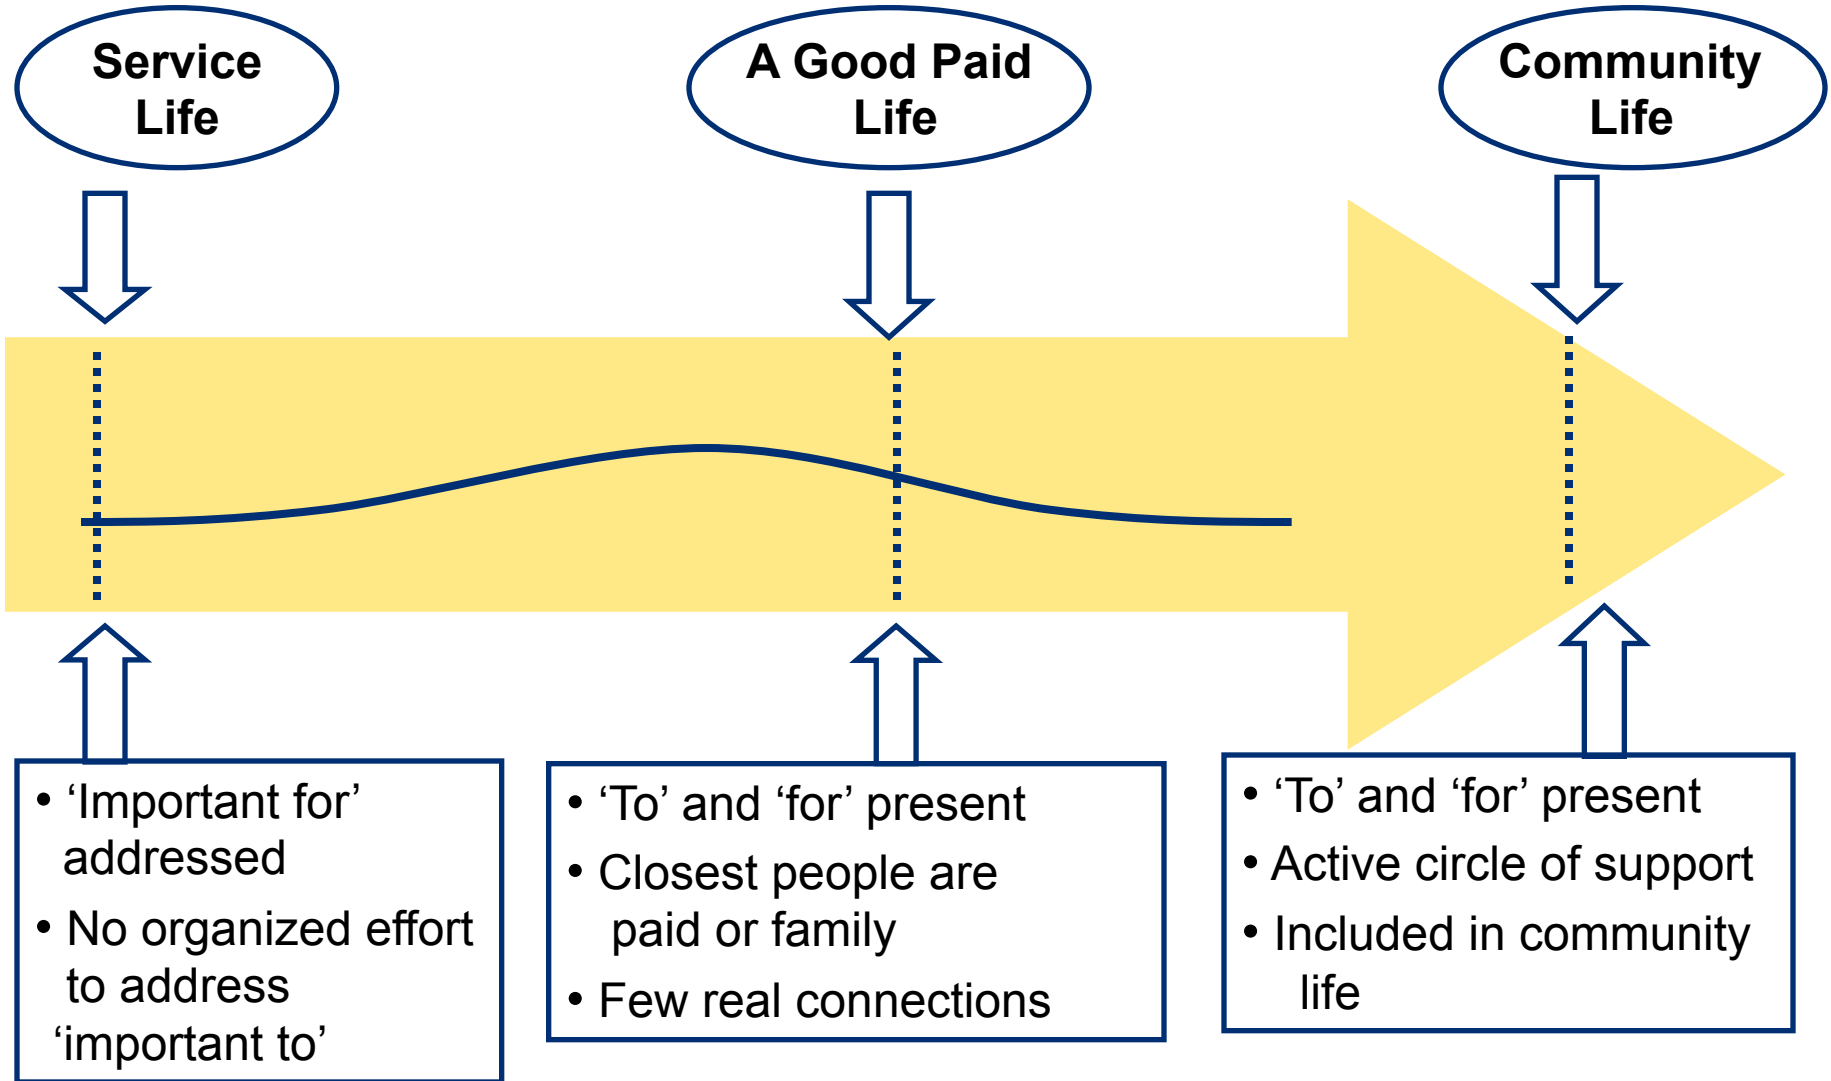 Service
Life
A Good Paid
Life
Community
Life
• ‘Important for’
addressed
• No organized effort
to address
‘important to’
• ‘To’ and ‘for’ present
• Closest people are
paid or family
• Few real connections
• ‘To’ and ‘for’ present
• Active circle of support
• Included in community
life